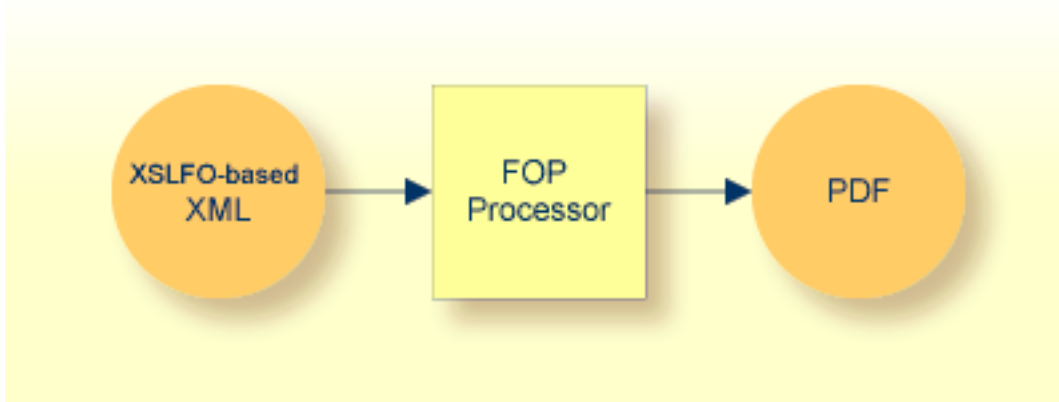 XSLFO-based
XML
FOP
Processor
PDF